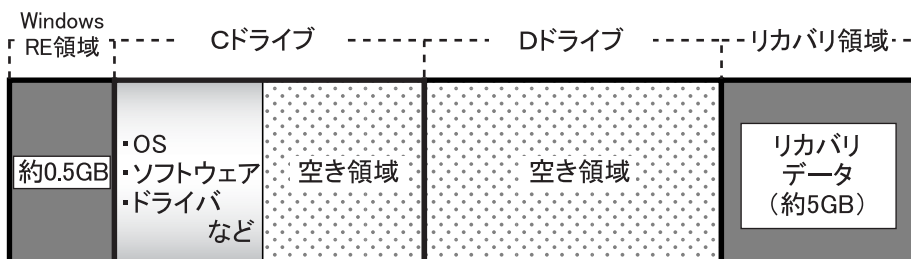 Windows
RE領域
Cドライブ
Dドライブ
リカバリ領域
約0.5GB
・OS
・ソフトウェア
・ドライバ
など
空き領域
空き領域
リカバリ
データ
(約5GB)